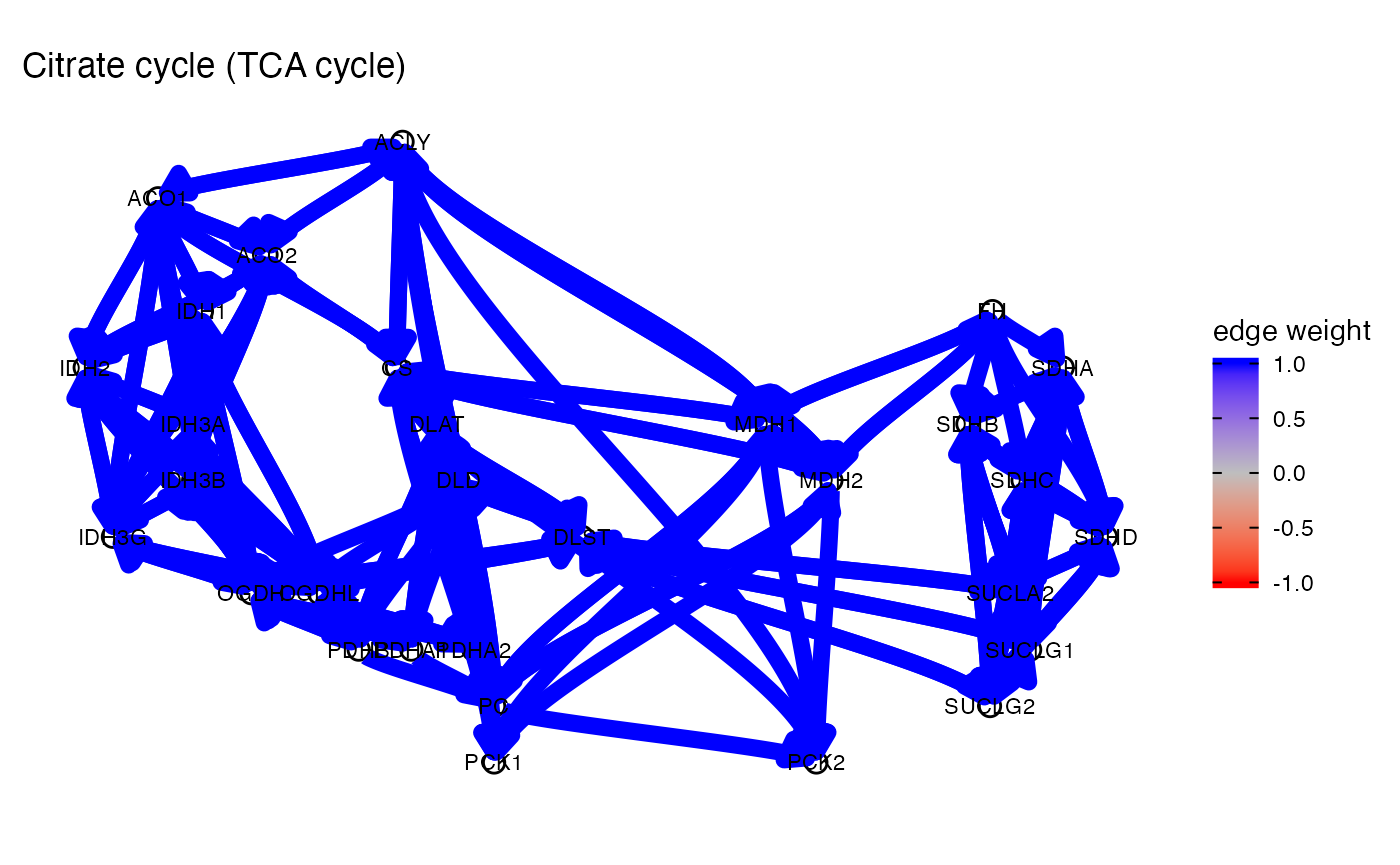 Citrate cycle (TCA cycle)
ACLY
ACO1
ACO2
IDH1
FH
edge weight
IDH2
CS
SDHA
1.0
IDH3A
DLAT
MDH1
SDHB
0.5
IDH3B
DLD
MDH2
SDHC
0.0
IDH3G
DLST
SDHD
-0.5
OGDH
OGDHL
SUCLA2
-1.0
PDHB
PDHA1
PDHA2
SUCLG1
PC
SUCLG2
PCK1
PCK2